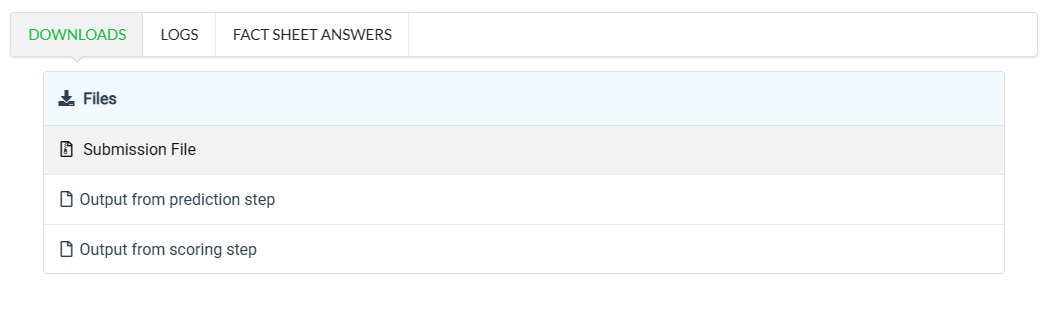 DOWNLOADS LOGS FACT SHEET ANSWERS
Files
Submission File
Output from prediction step
Output from scoring step